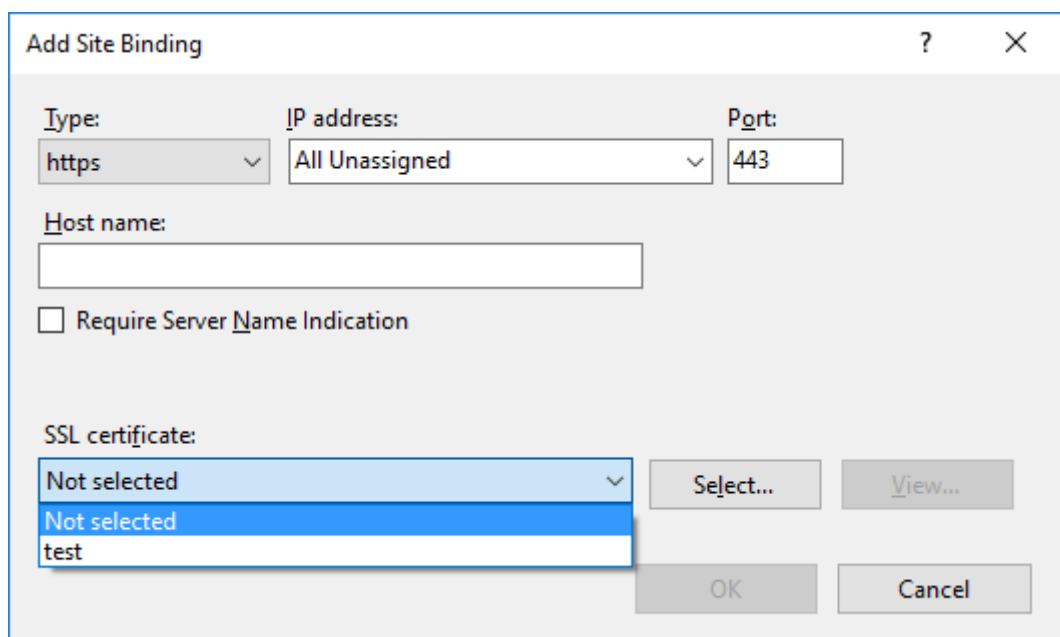 Add Site Binding ?
Type: IP address: Port:
https All Unassigned 443
Host name:
Require Server Name Indication
SSL certificate:
Not selected Select... View...
Not selected
test
OK Cancel